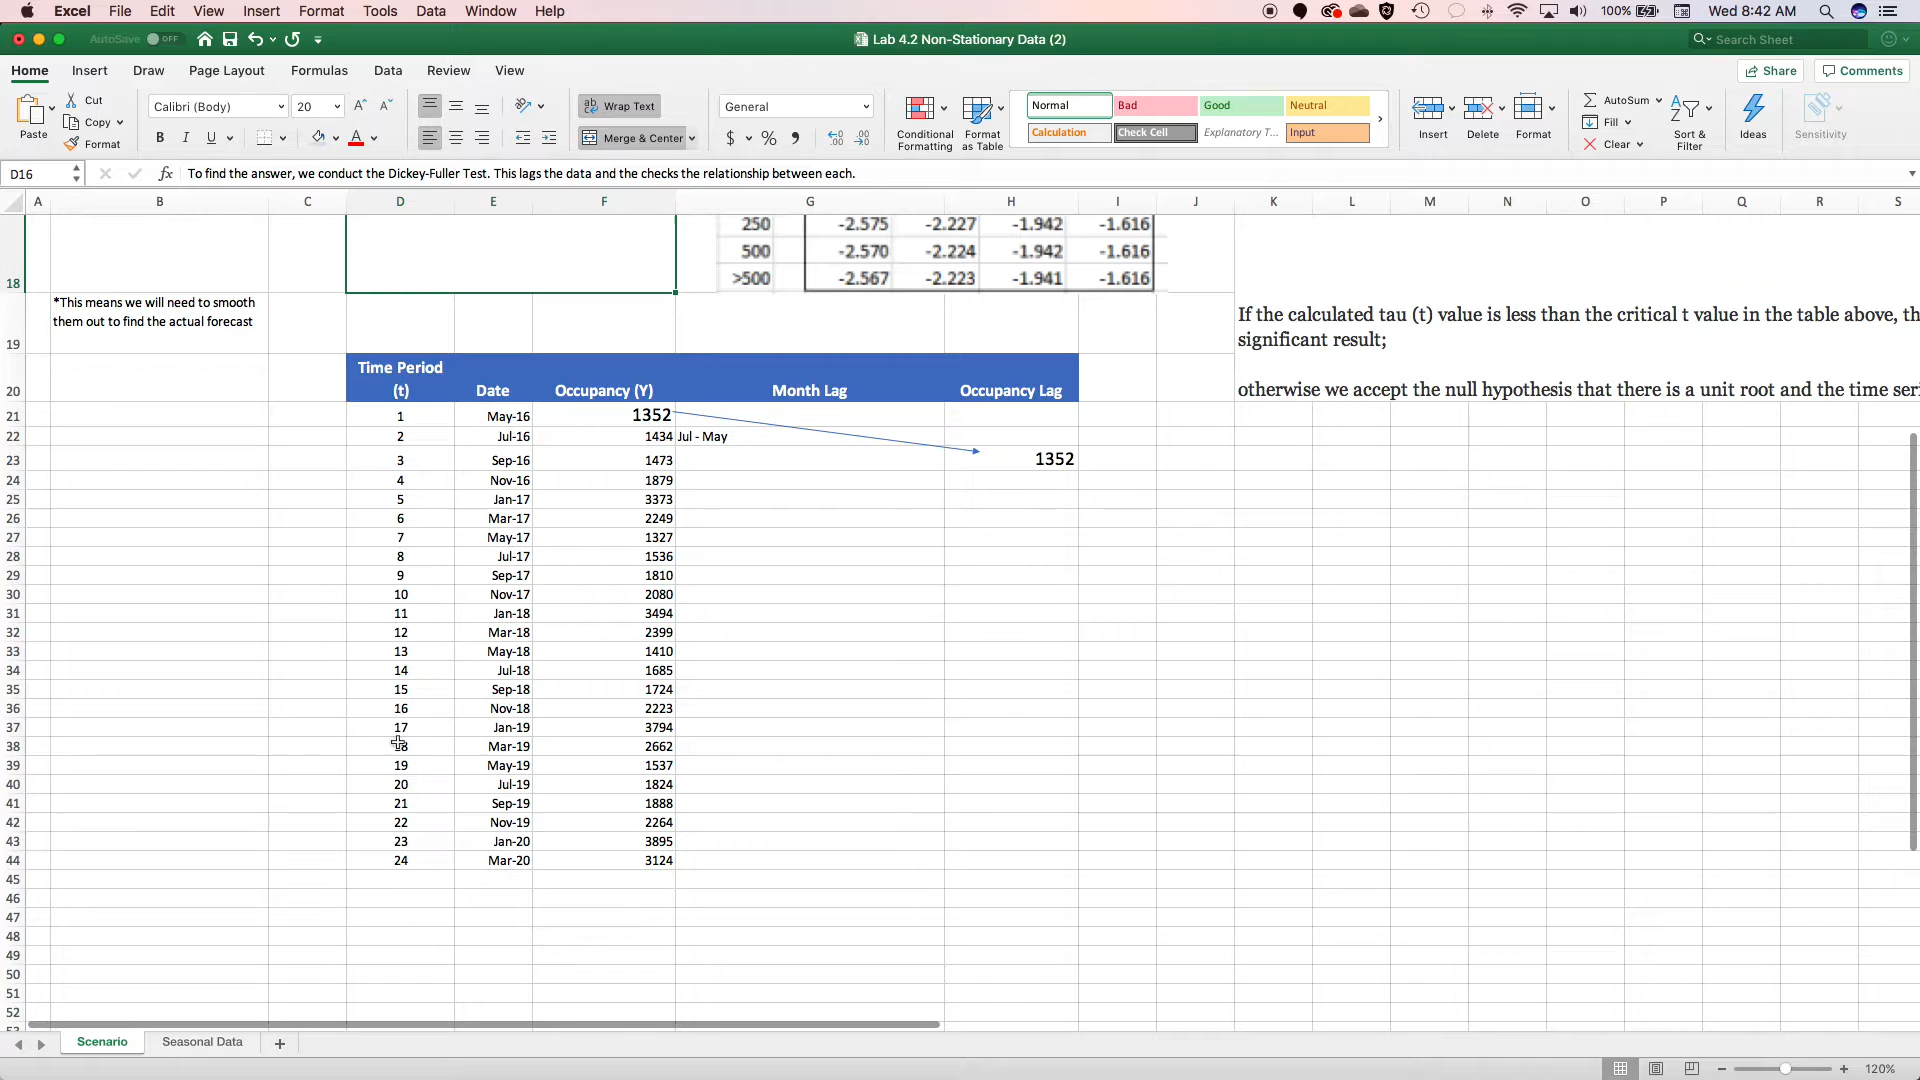 Excel File Edit View Insert Format Tools Data Window Help 100% Wed 8:42 AM
AutoSave OFF Lab 4.2 Non-Stationary Data (2) Search Sheet
Home Insert Draw Page Layout Formulas Data Review View Share Comments
Paste Cut Copy Format
Calibri (Body) 20 A A
B I U A
Wrap Text
Merge & Center
General
$ % 9
Conditional Formatting
Format as Table
Normal Bad Good Neutral
Calculation Check Cell Explanatory T... Input
Insert Delete Format
AutoSum
Fill
Clear
Sort & Filter
Ideas
Sensitivity
D16 fx To find the answer, we conduct the Dickey-Fuller Test. This lags the data and the checks the relationship between each.
A B C D E F G H I J K L M N O P Q R S
250 -2.575 -2.227 -1.942 -1.616
500 -2.570 -2.224 -1.942 -1.616
18 >500 -2.567 -2.223 -1.941 -1.616
*This means we will need to smooth
them out to find the actual forecast
19
If the calculated tau (t) value is less than the critical t value in the table above, th
significant result;
otherwise we accept the null hypothesis that there is a unit root and the time seri
20 Time Period (t) Date Occupancy (Y) Month Lag Occupancy Lag
21 1 May-16 1352
22 2 Jul-16 1434 Jul - May
23 3 Sep-16 1473 1352
24 4 Nov-16 1879
25 5 Jan-17 3373
26 6 Mar-17 2249
27 7 May-17 1327
28 8 Jul-17 1536
29 9 Sep-17 1810
30 10 Nov-17 2080
31 11 Jan-18 3494
32 12 Mar-18 2399
33 13 May-18 1410
34 14 Jul-18 1685
35 15 Sep-18 1724
36 16 Nov-18 2223
37 17 Jan-19 3794
38 18 Mar-19 2662
39 19 May-19 1537
40 20 Jul-19 1824
41 21 Sep-19 1888
42 22 Nov-19 2264
43 23 Jan-20 3895
44 24 Mar-20 3124
45
46
47
48
49
50
51
52
Scenario Seasonal Data +
120%